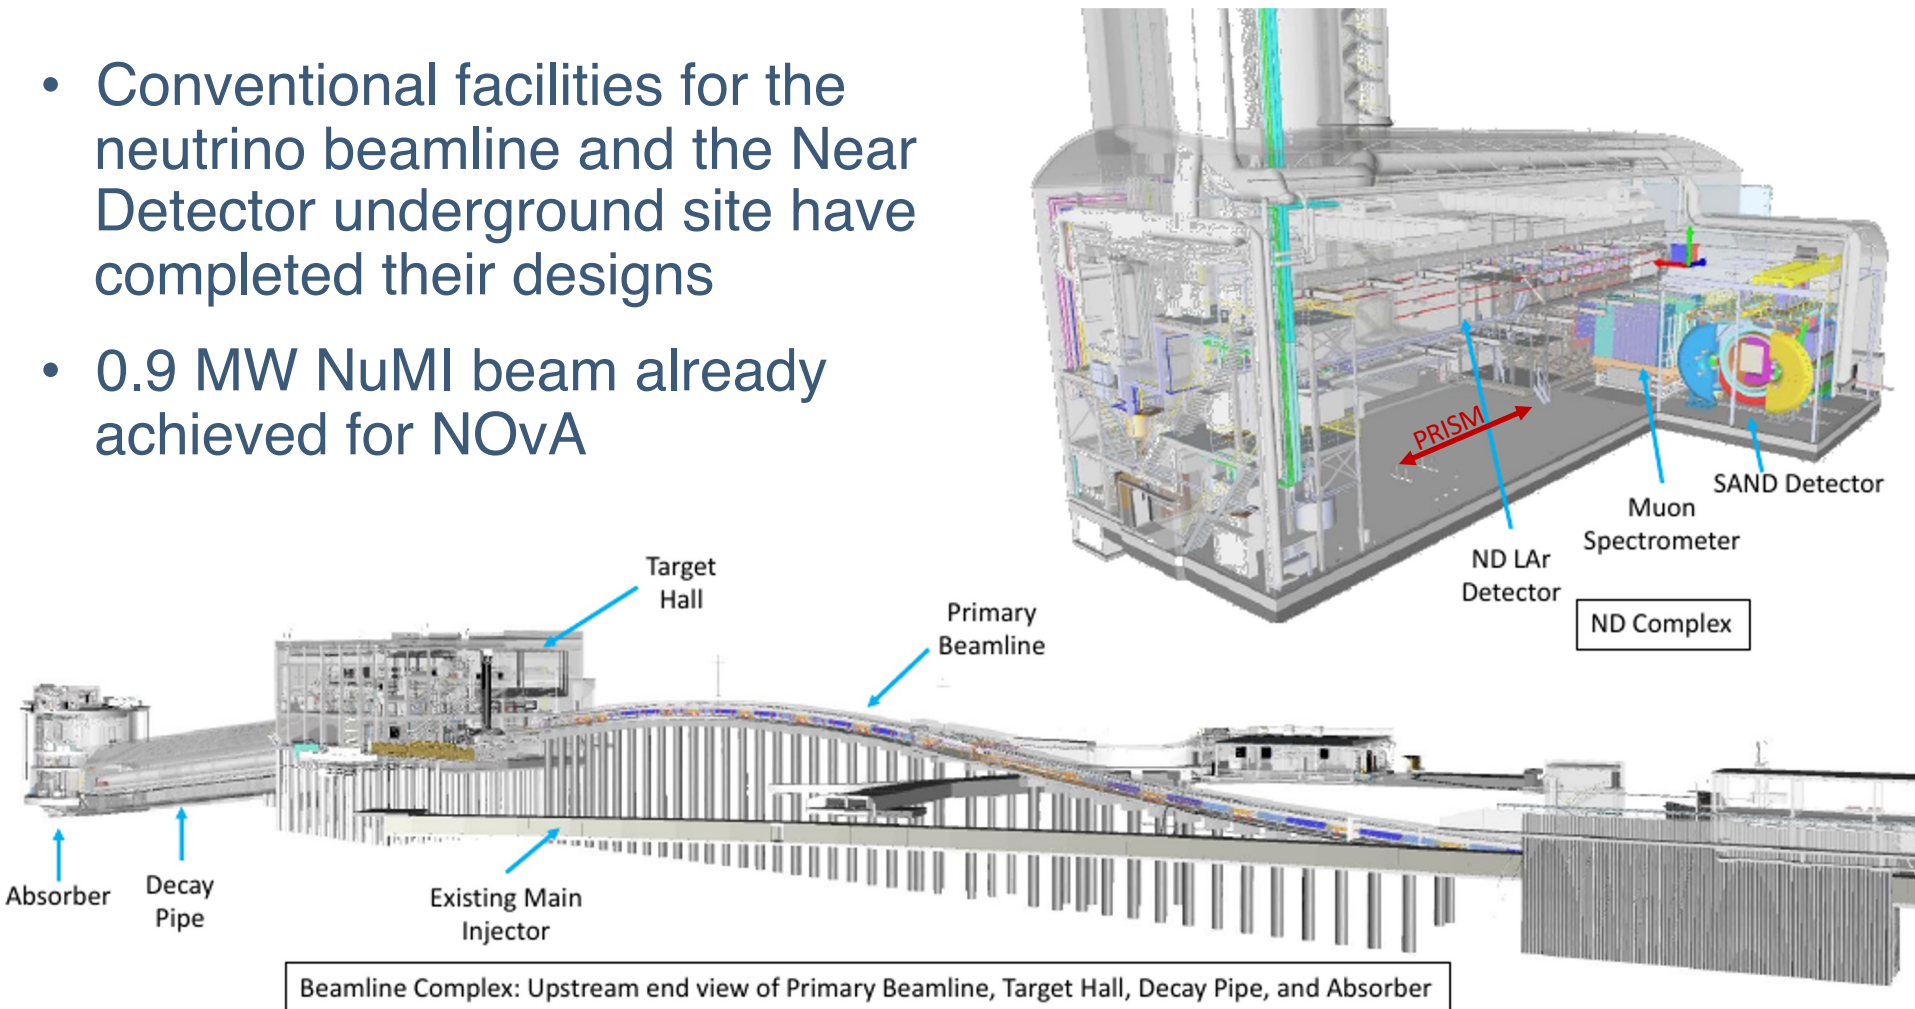 • Conventional facilities for the
neutrino beamline and the Near
Detector underground site have
completed their designs
• 0.9 MW NuMI beam already
achieved for NOvA
PRISM
SAND Detector
Muon
Spectrometer
ND LAr
Detector
ND Complex
Target
Hall
Primary
Beamline
Absorber
Decay
Pipe
Existing Main
Injector
Beamline Complex: Upstream end view of Primary Beamline, Target Hall, Decay Pipe, and Absorber